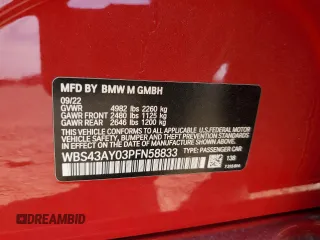 MFD BY BMW M GMBH
09/22
GVWR 4982 lbs 2260 kg
GAWR FRONT 2480 lbs 1125 kg
GAWR REAR 2646 lbs 1200 kg
THIS VEHICLE CONFORMS TO ALL APPLICABLE U.S. FEDERAL MOTOR
VEHICLE SAFETY, BUMPER AND THEFT PREVENTION STANDARDS
IN EFFECT ON THE DATE OF MANUFACTURE SHOWN ABOVE.
WBS43AY03PFN58833 TYPE: PASSENGER CAR
138
DREAMBID